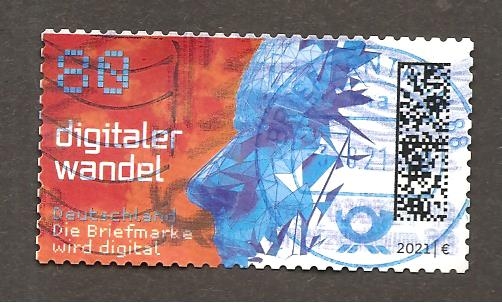 80
digitaler
wandel
Deutschland
Die Briefmarke
wird digital
2021|€